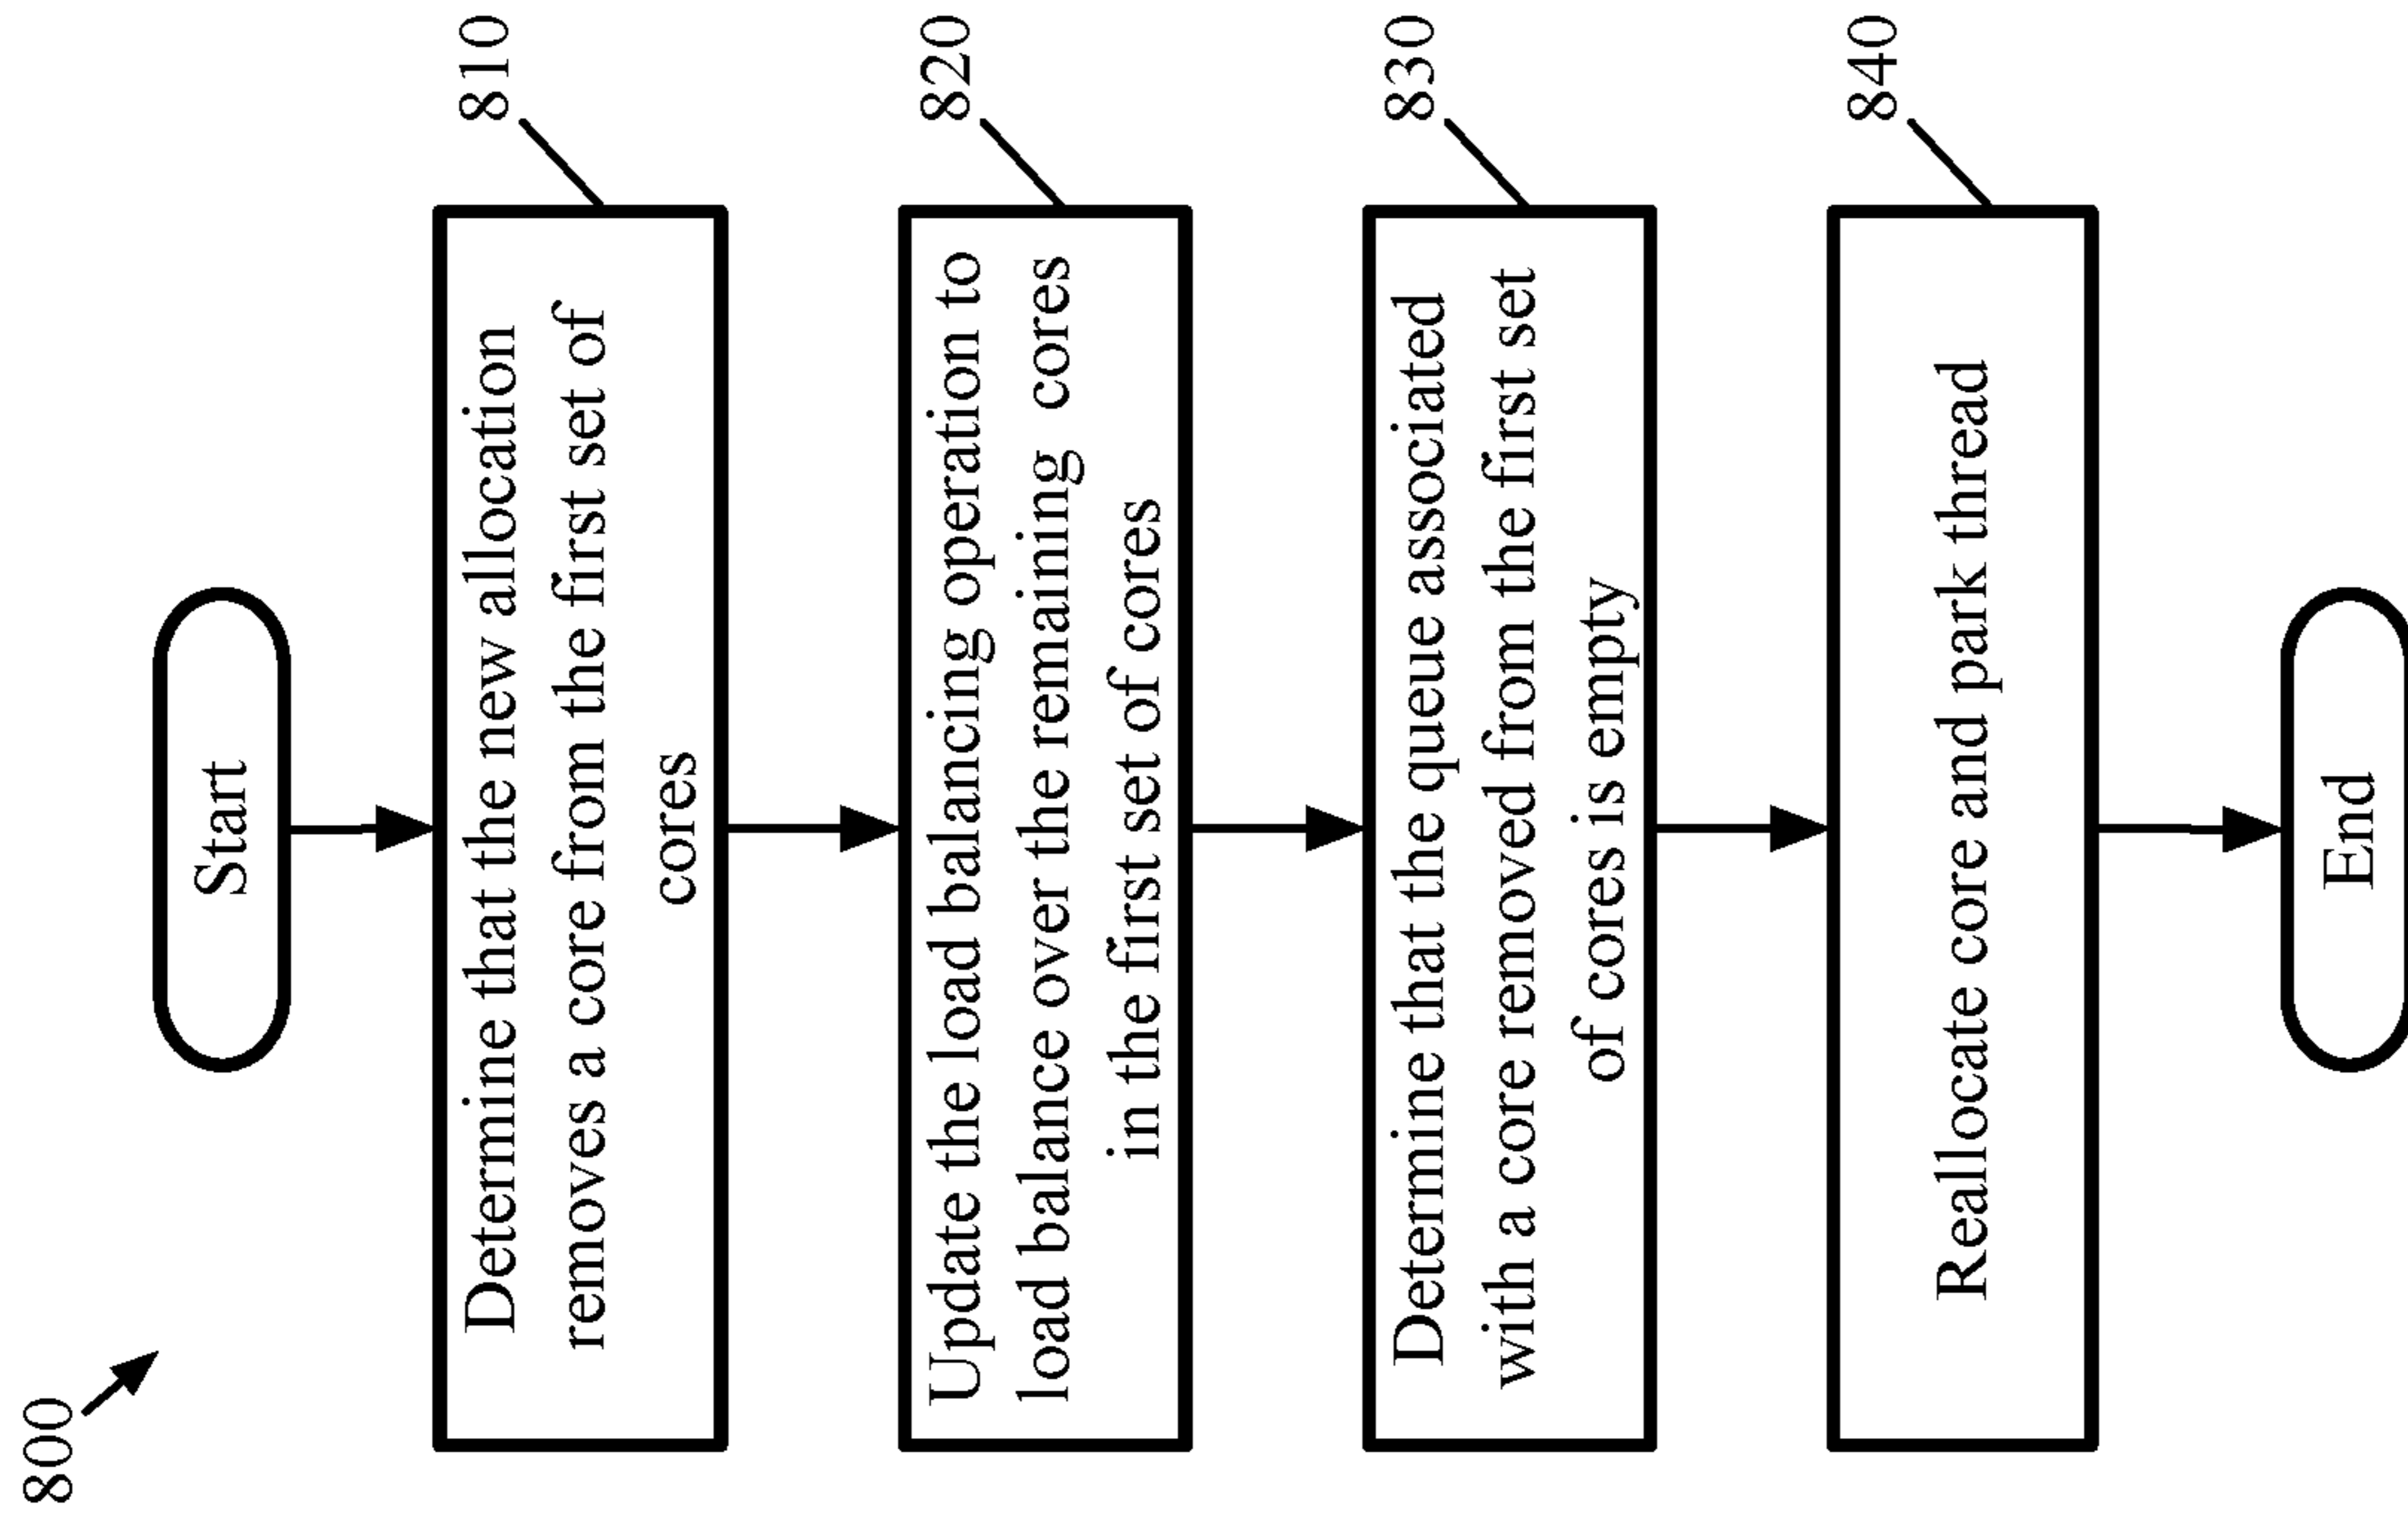 800
Start
Determine that the new allocation
removes a core from the first set of
cores
810
Update the load balancing operation to
load balance over the remaining cores
in the first set of cores
820
Determine that the queue associated
with a core removed from the first set
of cores is empty
830
Reallocate core and park thread
840
End